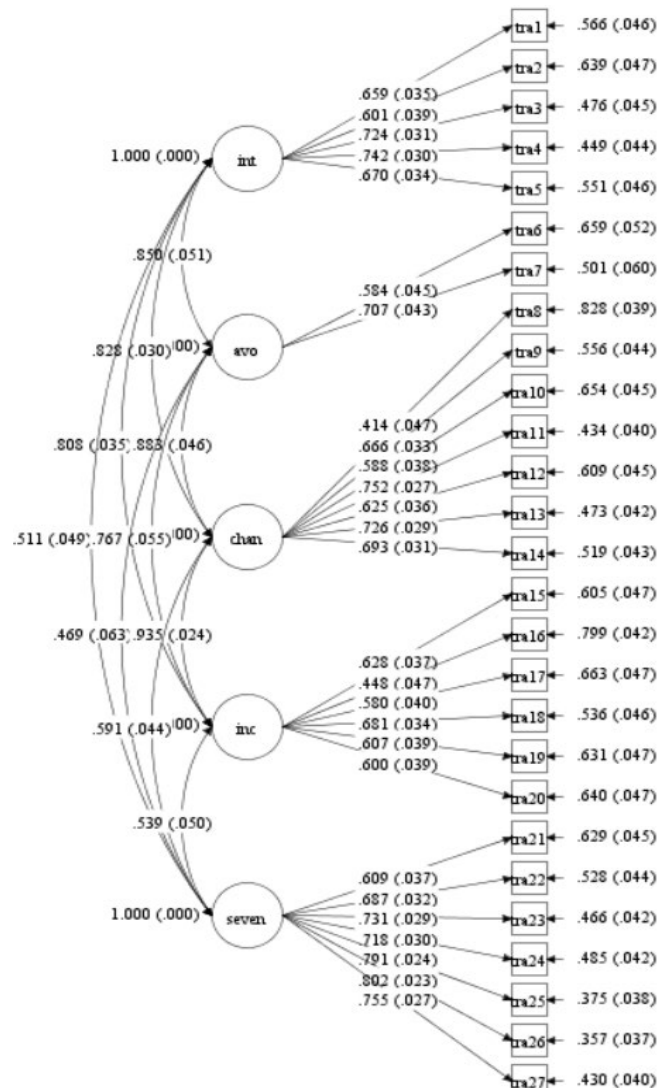 tra1 .566 (.046)
tra2 .639 (.047)
.659 (.035)
.601 (.039)
tra3 .476 (.045)
.724 (.031)
1.000 (.000) int
.742 (.030)
tra4 .449 (.044)
.670 (.034)
tra5 .551 (.046)
tra6 .659 (.052)
.850 (.051)
tra7 .501 (.060)
.584 (.045)
.707 (.043)
tra8 .828 (.039)
.828 (.030) 00) avo
tra9 .556 (.044)
tra10 .654 (.045)
.414 (.047)
tra11 .434 (.040)
.808 (.035) .883 (.046)
.666 (.033)
.588 (.038)
tra12 .609 (.045)
.752 (.027)
.625 (.036)
tra13 .473 (.042)
.511 (.049) .767 (.055) 00) chan
.726 (.029)
.693 (.031)
tra14 .519 (.043)
tra15 .605 (.047)
.469 (.063) .935 (.024)
tra16 .799 (.042)
.628 (.037)
.448 (.047)
tra17 .663 (.047)
.580 (.040)
tra18 .536 (.046)
.591 (.044) 00) inc
.681 (.034)
.607 (.039)
tra19 .631 (.047)
.600 (.039)
tra20 .640 (.047)
.539 (.050)
tra21 .629 (.045)
.609 (.037)
tra22 .528 (.044)
.687 (.032)
1.000 (.000) seven
.731 (.029)
tra23 .466 (.042)
.718 (.030)
tra24 .485 (.042)
.791 (.024)
.802 (.023)
tra25 .375 (.038)
.755 (.027)
tra26 .357 (.037)
tra27 .430 (.040)